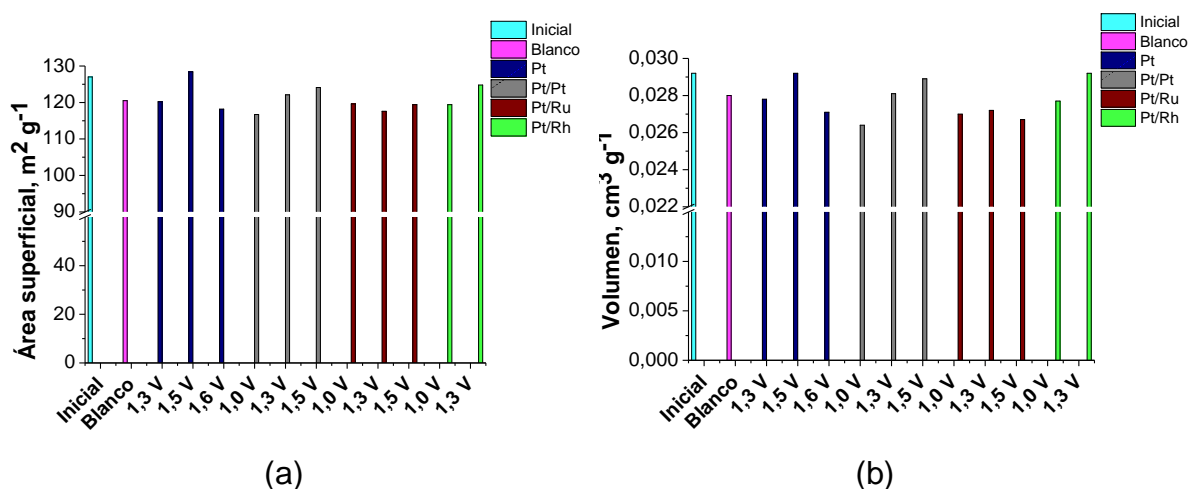 Inicial
Blanco
Pt
Pt/Pt
Pt/Ru
Pt/Rh
130
120
110
100
90
40
20
0
Área superficial, m² g⁻¹
Inicial
Blanco
1,3 V
1,5 V
1,6 V
1,0 V
1,3 V
1,5 V
1,0 V
1,3 V
1,5 V
1,0 V
1,3 V
(a)
Inicial
Blanco
Pt
Pt/Pt
Pt/Ru
Pt/Rh
0,030
0,028
0,026
0,024
0,022
0,010
0,005
0,000
Volumen, cm³ g⁻¹
Inicial
Blanco
1,3 V
1,5 V
1,6 V
1,0 V
1,3 V
1,5 V
1,0 V
1,3 V
1,5 V
1,0 V
1,3 V
(b)